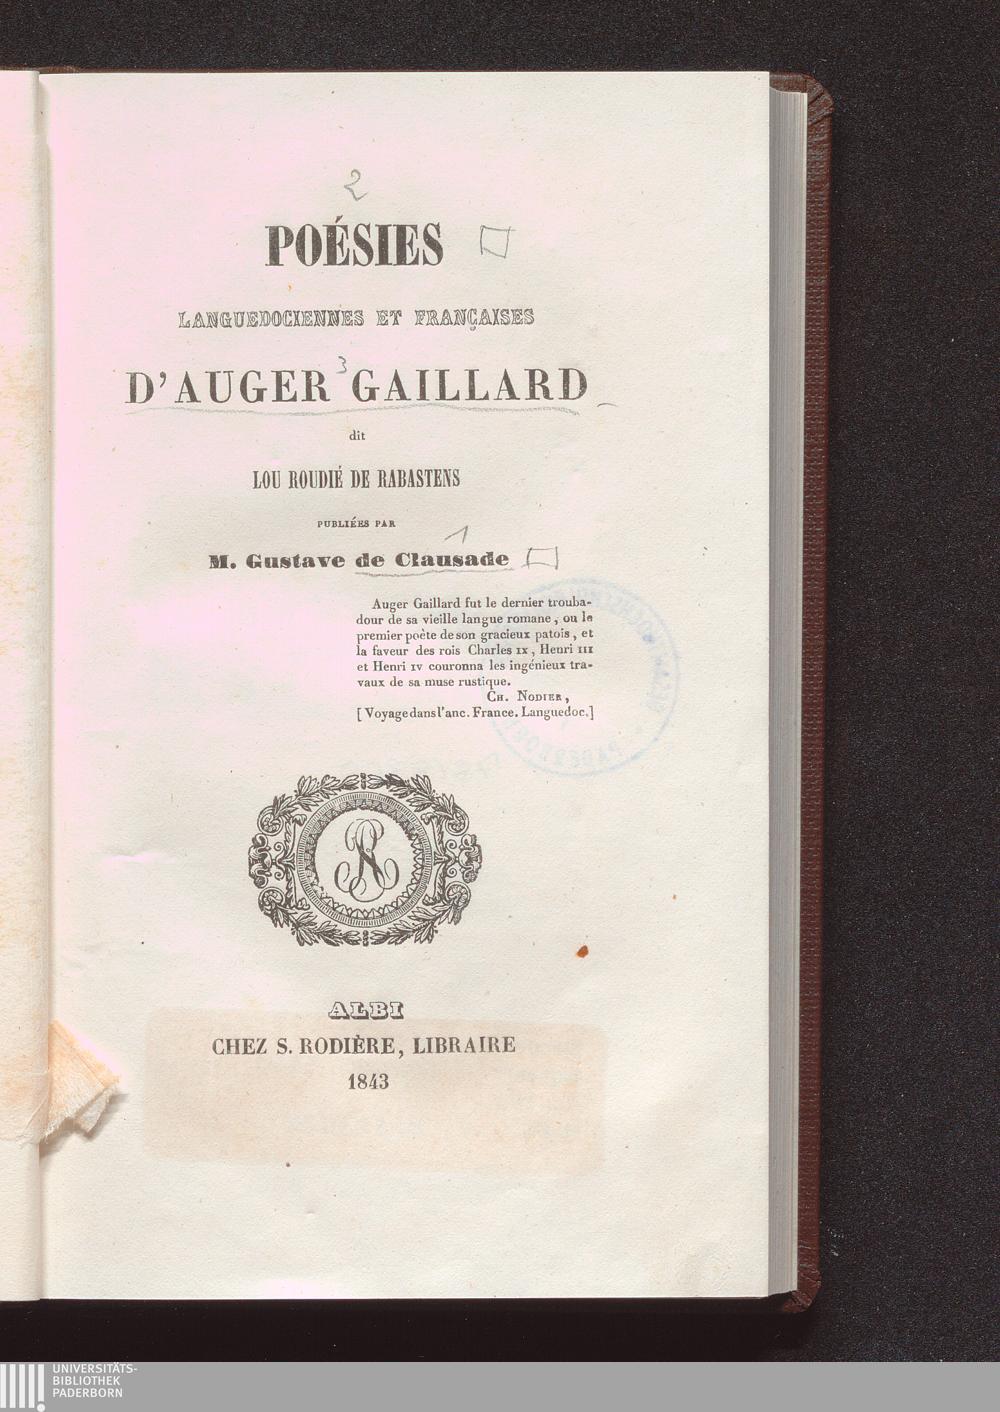 2
POÉSIES
LANGUEDOCIENNES ET FRANÇAISES
3
D'AUGER GAILLARD
dit
LOU ROUDIÉ DE RABASTENS
PUBLIÉES PAR
1
M. Gustave de Clausade
Auger Gaillard fut le dernier trouba-
dour de sa vieille langue romane, ou le
premier poète de son gracieux patois, et
la faveur des rois Charles IX, Henri III
et Henri IV couronna les ingénieux tra-
vaux de sa muse rustique.
CH. NODIER,
[Voyage dans l'anc. France. Languedoc.]
ALBI
CHEZ S. RODIÈRE, LIBRAIRE
1843
UNIVERSITÄTS-
BIBLIOTHEK
PADERBORN